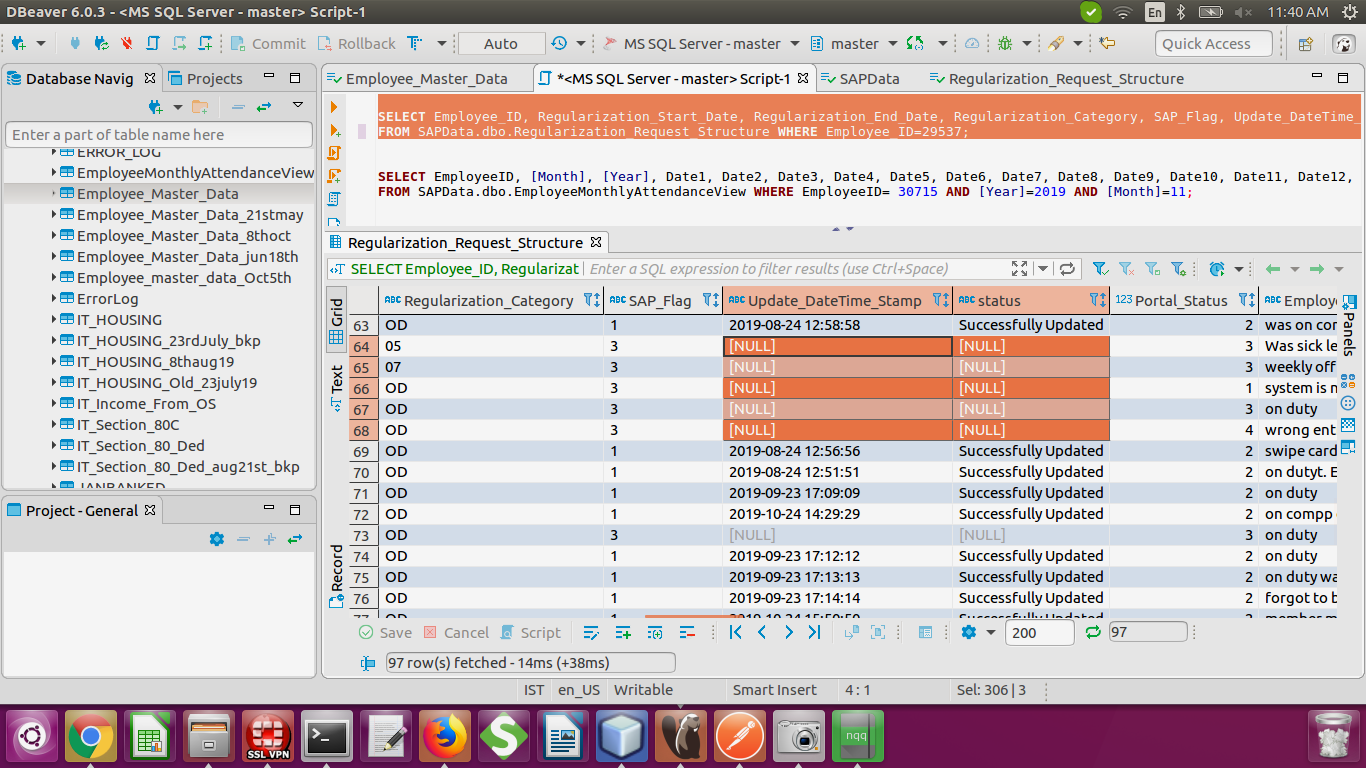 DBeaver 6.0.3 - <MS SQL Server - master> Script-1
En
11:40 AM
Commit
Rollback
Auto
MS SQL Server - master
master
Quick Access
Database Navig
Projects
Enter a part of table name here
ERROR_LOG
EmployeeMonthlyAttendanceView
Employee_Master_Data
Employee_Master_Data_21stmay
Employee_Master_Data_8thoct
Employee_Master_Data_jun18th
Employee_master_data_Oct5th
ErrorLog
IT_HOUSING
IT_HOUSING_23rdJuly_bkp
IT_HOUSING_8thaug19
IT_HOUSING_Old_23july19
IT_Income_From_OS
IT_Section_80C
IT_Section_80_Ded
IT_Section_80_Ded_aug21st_bkp
JANBANKED
Project - General
Employee_Master_Data
*<MS SQL Server - master> Script-1
SAPData
Regularization_Request_Structure
SELECT Employee_ID, Regularization_Start_Date, Regularization_End_Date, Regularization_Category, SAP_Flag, Update_DateTime_
FROM SAPData.dbo.Regularization_Request_Structure WHERE Employee_ID=29537;
SELECT EmployeeID, [Month], [Year], Date1, Date2, Date3, Date4, Date5, Date6, Date7, Date8, Date9, Date10, Date11, Date12,
FROM SAPData.dbo.EmployeeMonthlyAttendanceView WHERE EmployeeID= 30715 AND [Year]=2019 AND [Month]=11;
Regularization_Request_Structure
SELECT Employee_ID, Regularizat
Enter a SQL expression to filter results (use Ctrl+Space)
Grid
Text
Record
Panels
ABC Regularization_Category ABC SAP_Flag ABC Update_DateTime_Stamp ABC status 123 Portal_Status ABC Employe
63 OD 1 2019-08-24 12:58:58 Successfully Updated 2 was on con
64 05 3 [NULL] [NULL] 3 Was sick le
65 07 3 [NULL] [NULL] 3 weekly off
66 OD 3 [NULL] [NULL] 1 system is n
67 OD 3 [NULL] [NULL] 3 on duty
68 OD 3 [NULL] [NULL] 4 wrong ent
69 OD 1 2019-08-24 12:56:56 Successfully Updated 2 swipe card
70 OD 1 2019-08-24 12:51:51 Successfully Updated 2 on dutyt. E
71 OD 1 2019-09-23 17:09:09 Successfully Updated 2 on duty
72 OD 1 2019-10-24 14:29:29 Successfully Updated 2 on compp
73 OD 3 [NULL] [NULL] 3 on duty
74 OD 1 2019-09-23 17:12:12 Successfully Updated 2 on duty
75 OD 1 2019-09-23 17:13:13 Successfully Updated 2 on duty wa
76 OD 1 2019-09-23 17:14:14 Successfully Updated 2 forgot to b
Save
Cancel
Script
200
97
97 row(s) fetched - 14ms (+38ms)
IST
en_US
Writable
Smart Insert
4 : 1
Sel: 306 | 3
SSL VPN
nqq